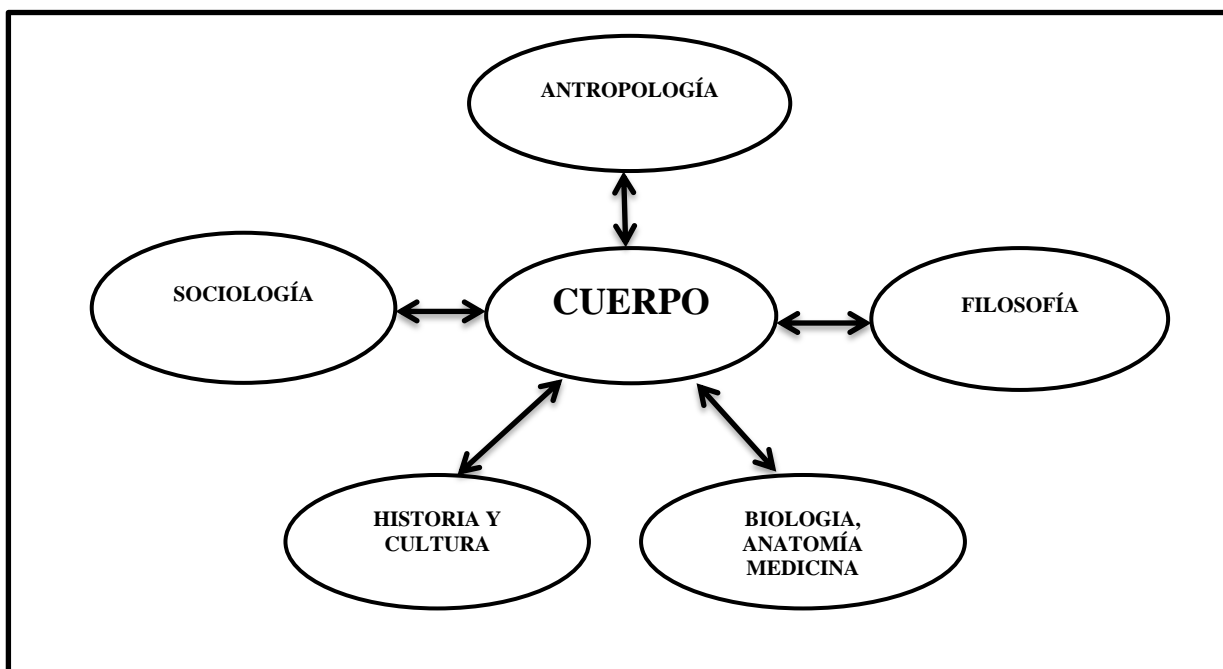 ANTROPOLOGÍA
SOCIOLOGÍA
CUERPO
FILOSOFÍA
HISTORIA Y
CULTURA
BIOLOGIA,
ANATOMÍA
MEDICINA